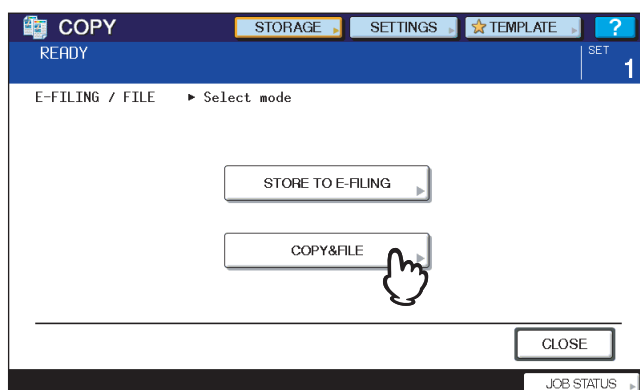 COPY STORAGE SETTINGS TEMPLATE ?
READY SET
1
E-FILING / FILE ► Select mode
STORE TO E-FILING
COPY&FILE
CLOSE
JOB STATUS